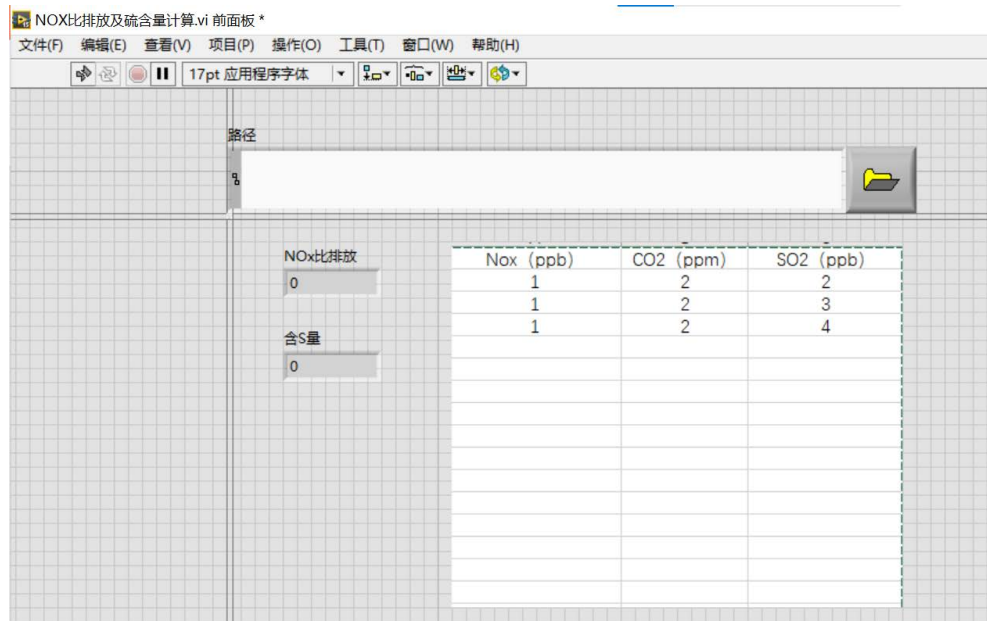 NOX比排放及硫含量计算.vi 前面板 *
文件(F) 编辑(E) 查看(V) 项目(P) 操作(O) 工具(T) 窗口(W) 帮助(H)
17pt 应用程序字体
路径
NOx比排放
0
含S量
0
Nox（ppb） CO2（ppm） SO2（ppb）
1 2 2
1 2 3
1 2 4